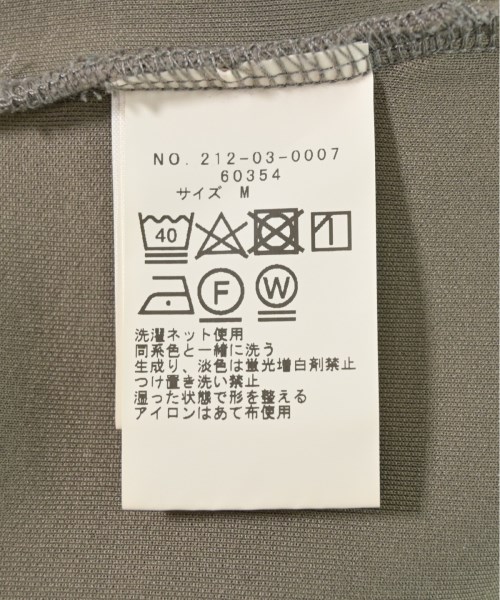 NO. 212-03-0007
60354
サイズ M
40
F W
洗濯ネット使用
同系色と一緒に洗う
生成り、淡色は蛍光増白剤禁止
つけ置き洗い禁止
湿った状態で形を整える
アイロンはあて布使用